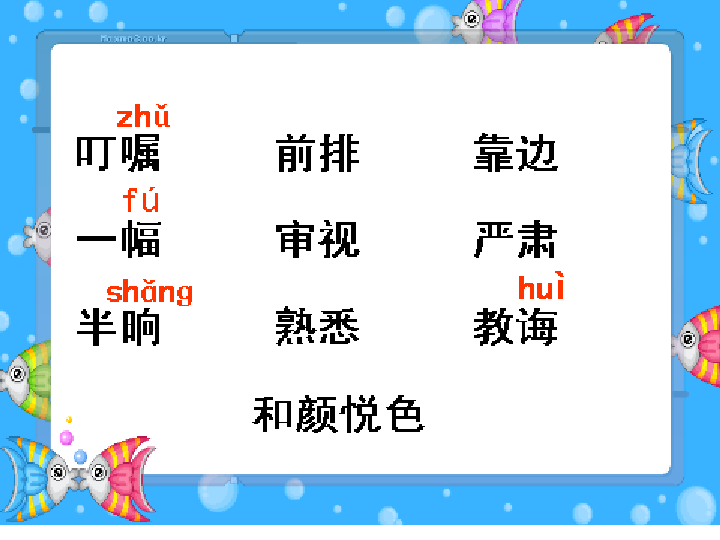 zhǔ
叮嘱 前排 靠边
fú
一幅 审视 严肃
shǎng huì
半晌 熟悉 教诲
和颜悦色